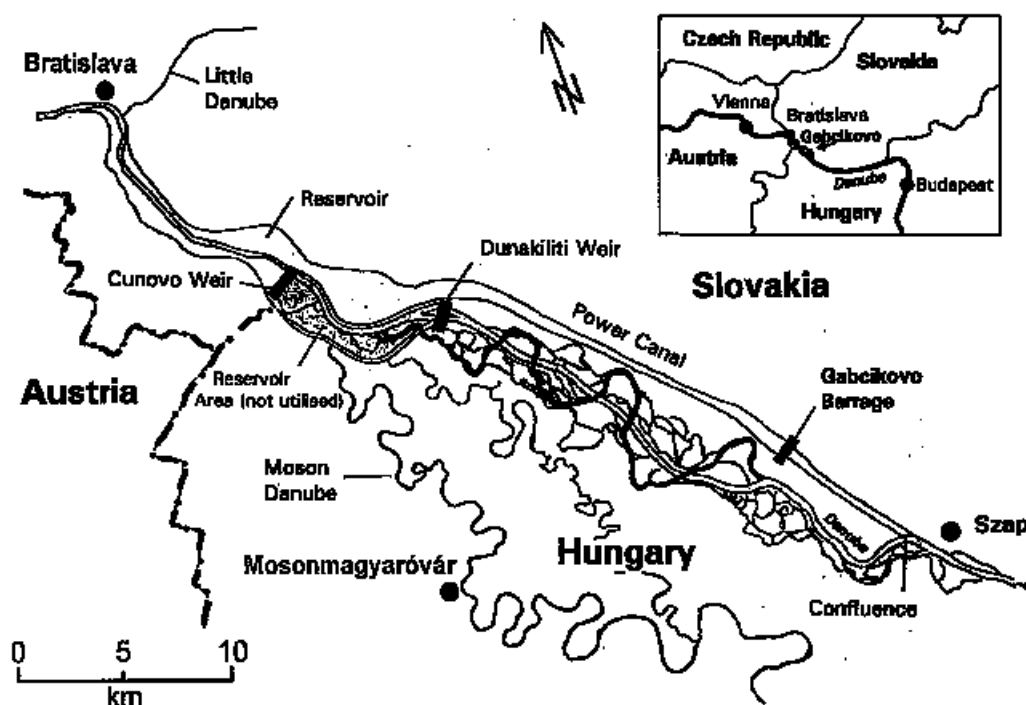 Bratislava
Little
Danube
N
Reservoir
Cunovo Weir
Dunakiliti Weir
Slovakia
Power Canal
Austria
Reservoir
Area (not utilised)
Gabcikovo
Barrage
Moson
Danube
Danube
Szap
Mosonmagyaróvár
Hungary
Confluence
0 5 10
km
Czech Republic
Slovakia
Vienna
Bratislava
Gabcikovo
Austria
Danube
Budapest
Hungary